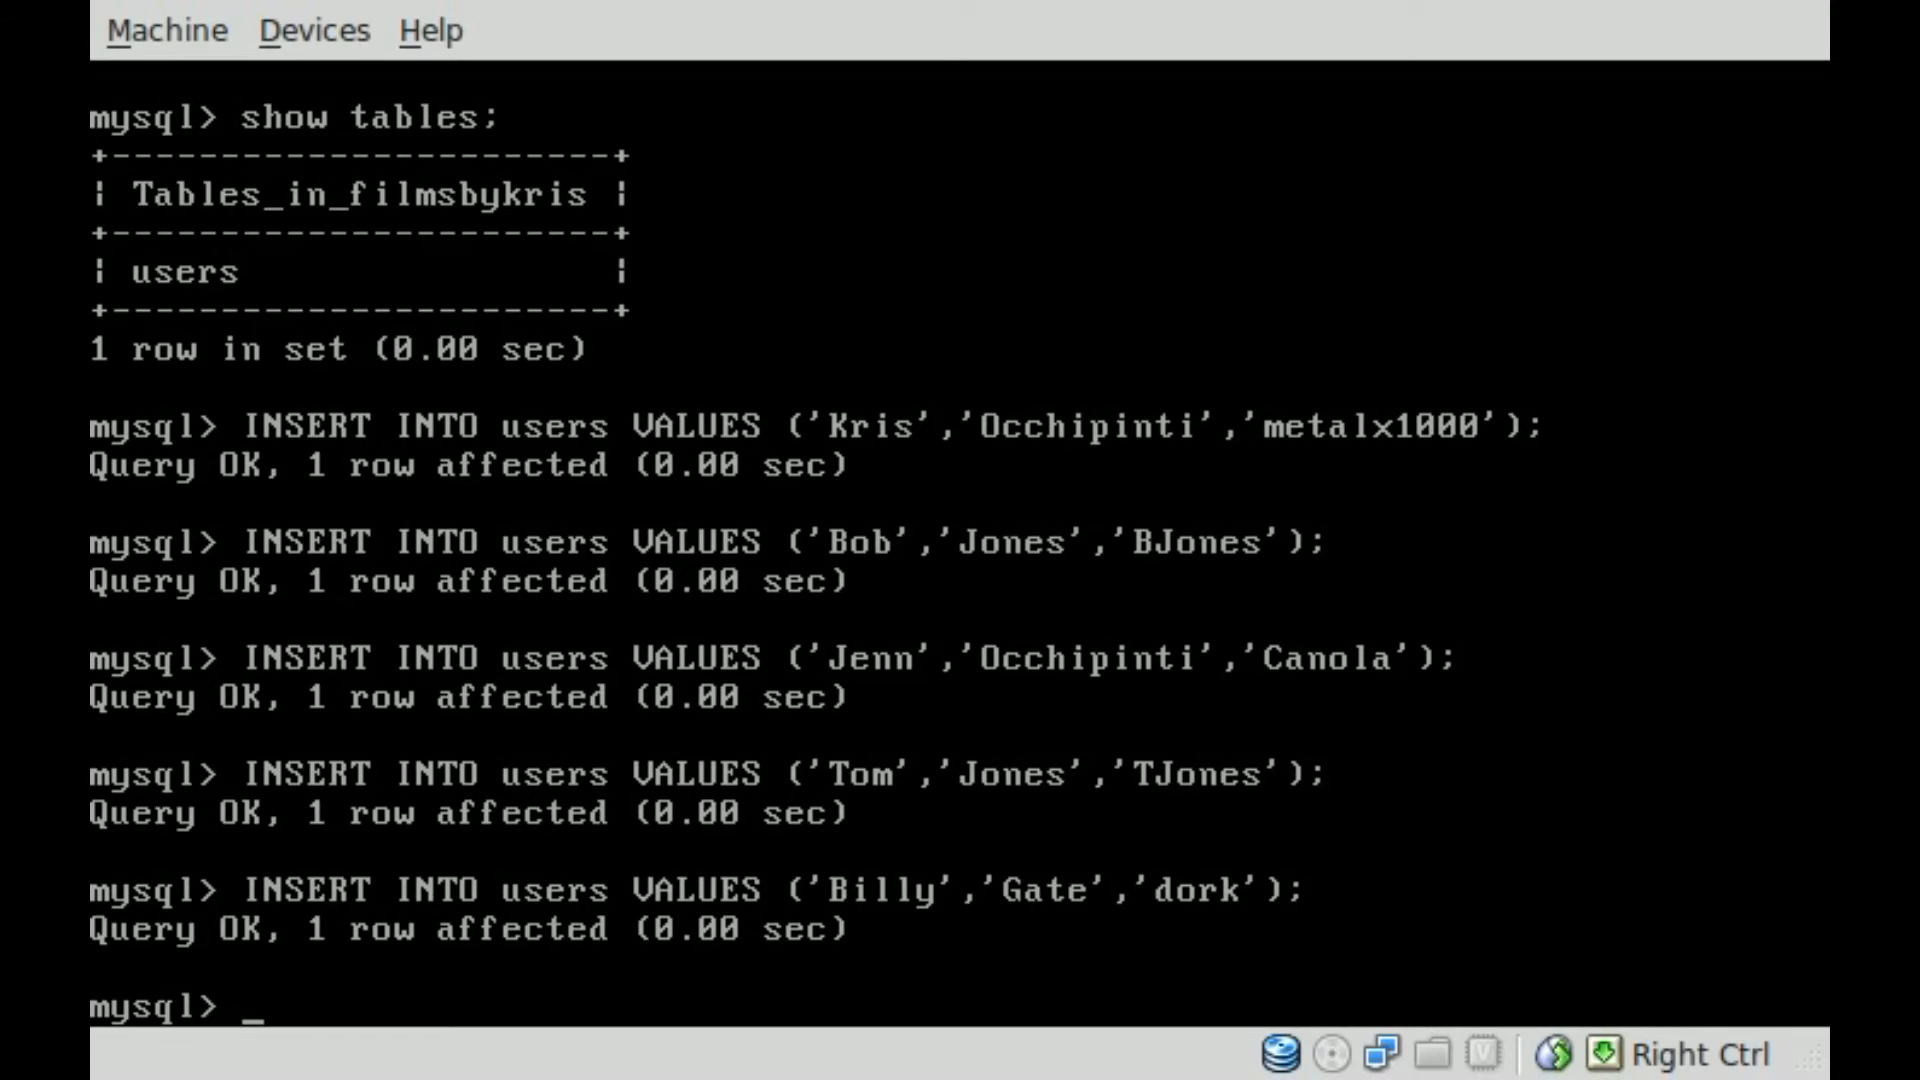 Machine Devices Help
mysql> show tables;
+-----------------------+
| Tables_in_filmsbykris |
+-----------------------+
| users                 |
+-----------------------+
1 row in set (0.00 sec)
mysql> INSERT INTO users VALUES ('Kris','Occhipinti','metalx1000');
Query OK, 1 row affected (0.00 sec)
mysql> INSERT INTO users VALUES ('Bob','Jones','BJones');
Query OK, 1 row affected (0.00 sec)
mysql> INSERT INTO users VALUES ('Jenn','Occhipinti','Canola');
Query OK, 1 row affected (0.00 sec)
mysql> INSERT INTO users VALUES ('Tom','Jones','TJones');
Query OK, 1 row affected (0.00 sec)
mysql> INSERT INTO users VALUES ('Billy','Gate','dork');
Query OK, 1 row affected (0.00 sec)
mysql> _
Right Ctrl